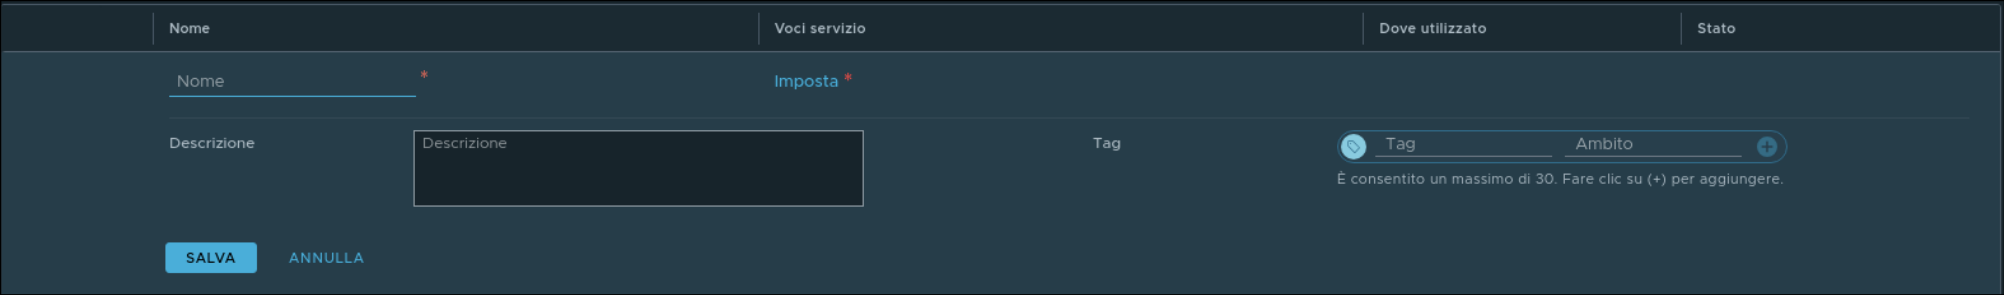 Nome Voci servizio Dove utilizzato Stato
Nome * Imposta *
Descrizione Descrizione Tag Tag Ambito
È consentito un massimo di 30. Fare clic su (+) per aggiungere.
SALVA ANNULLA